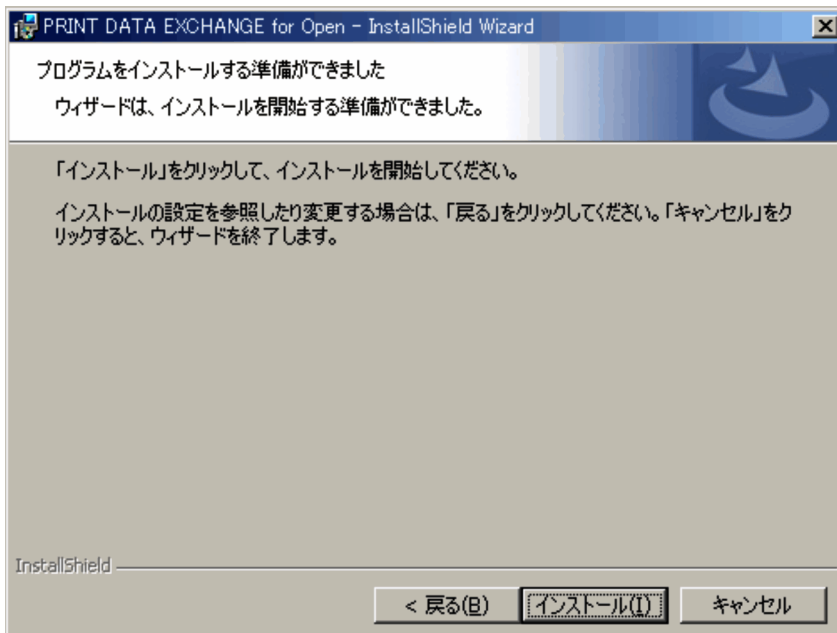 PRINT DATA EXCHANGE for Open - InstallShield Wizard
プログラムをインストールする準備ができました
ウィザードは、インストールを開始する準備ができました。
「インストール」をクリックして、インストールを開始してください。
インストールの設定を参照したり変更する場合は、「戻る」をクリックしてください。「キャンセル」をク
リックすると、ウィザードを終了します。
InstallShield
< 戻る(B) インストール(I) キャンセル